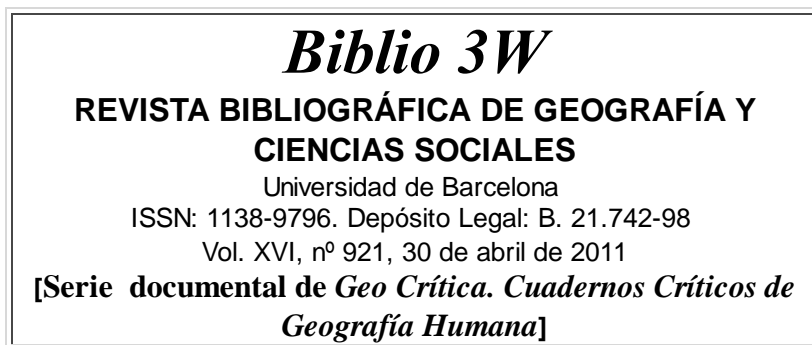 Biblio 3W
REVISTA BIBLIOGRÁFICA DE GEOGRAFÍA Y
CIENCIAS SOCIALES
Universidad de Barcelona
ISSN: 1138-9796. Depósito Legal: B. 21.742-98
Vol. XVI, nº 921, 30 de abril de 2011
[Serie documental de Geo Crítica. Cuadernos Críticos de
Geografía Humana]